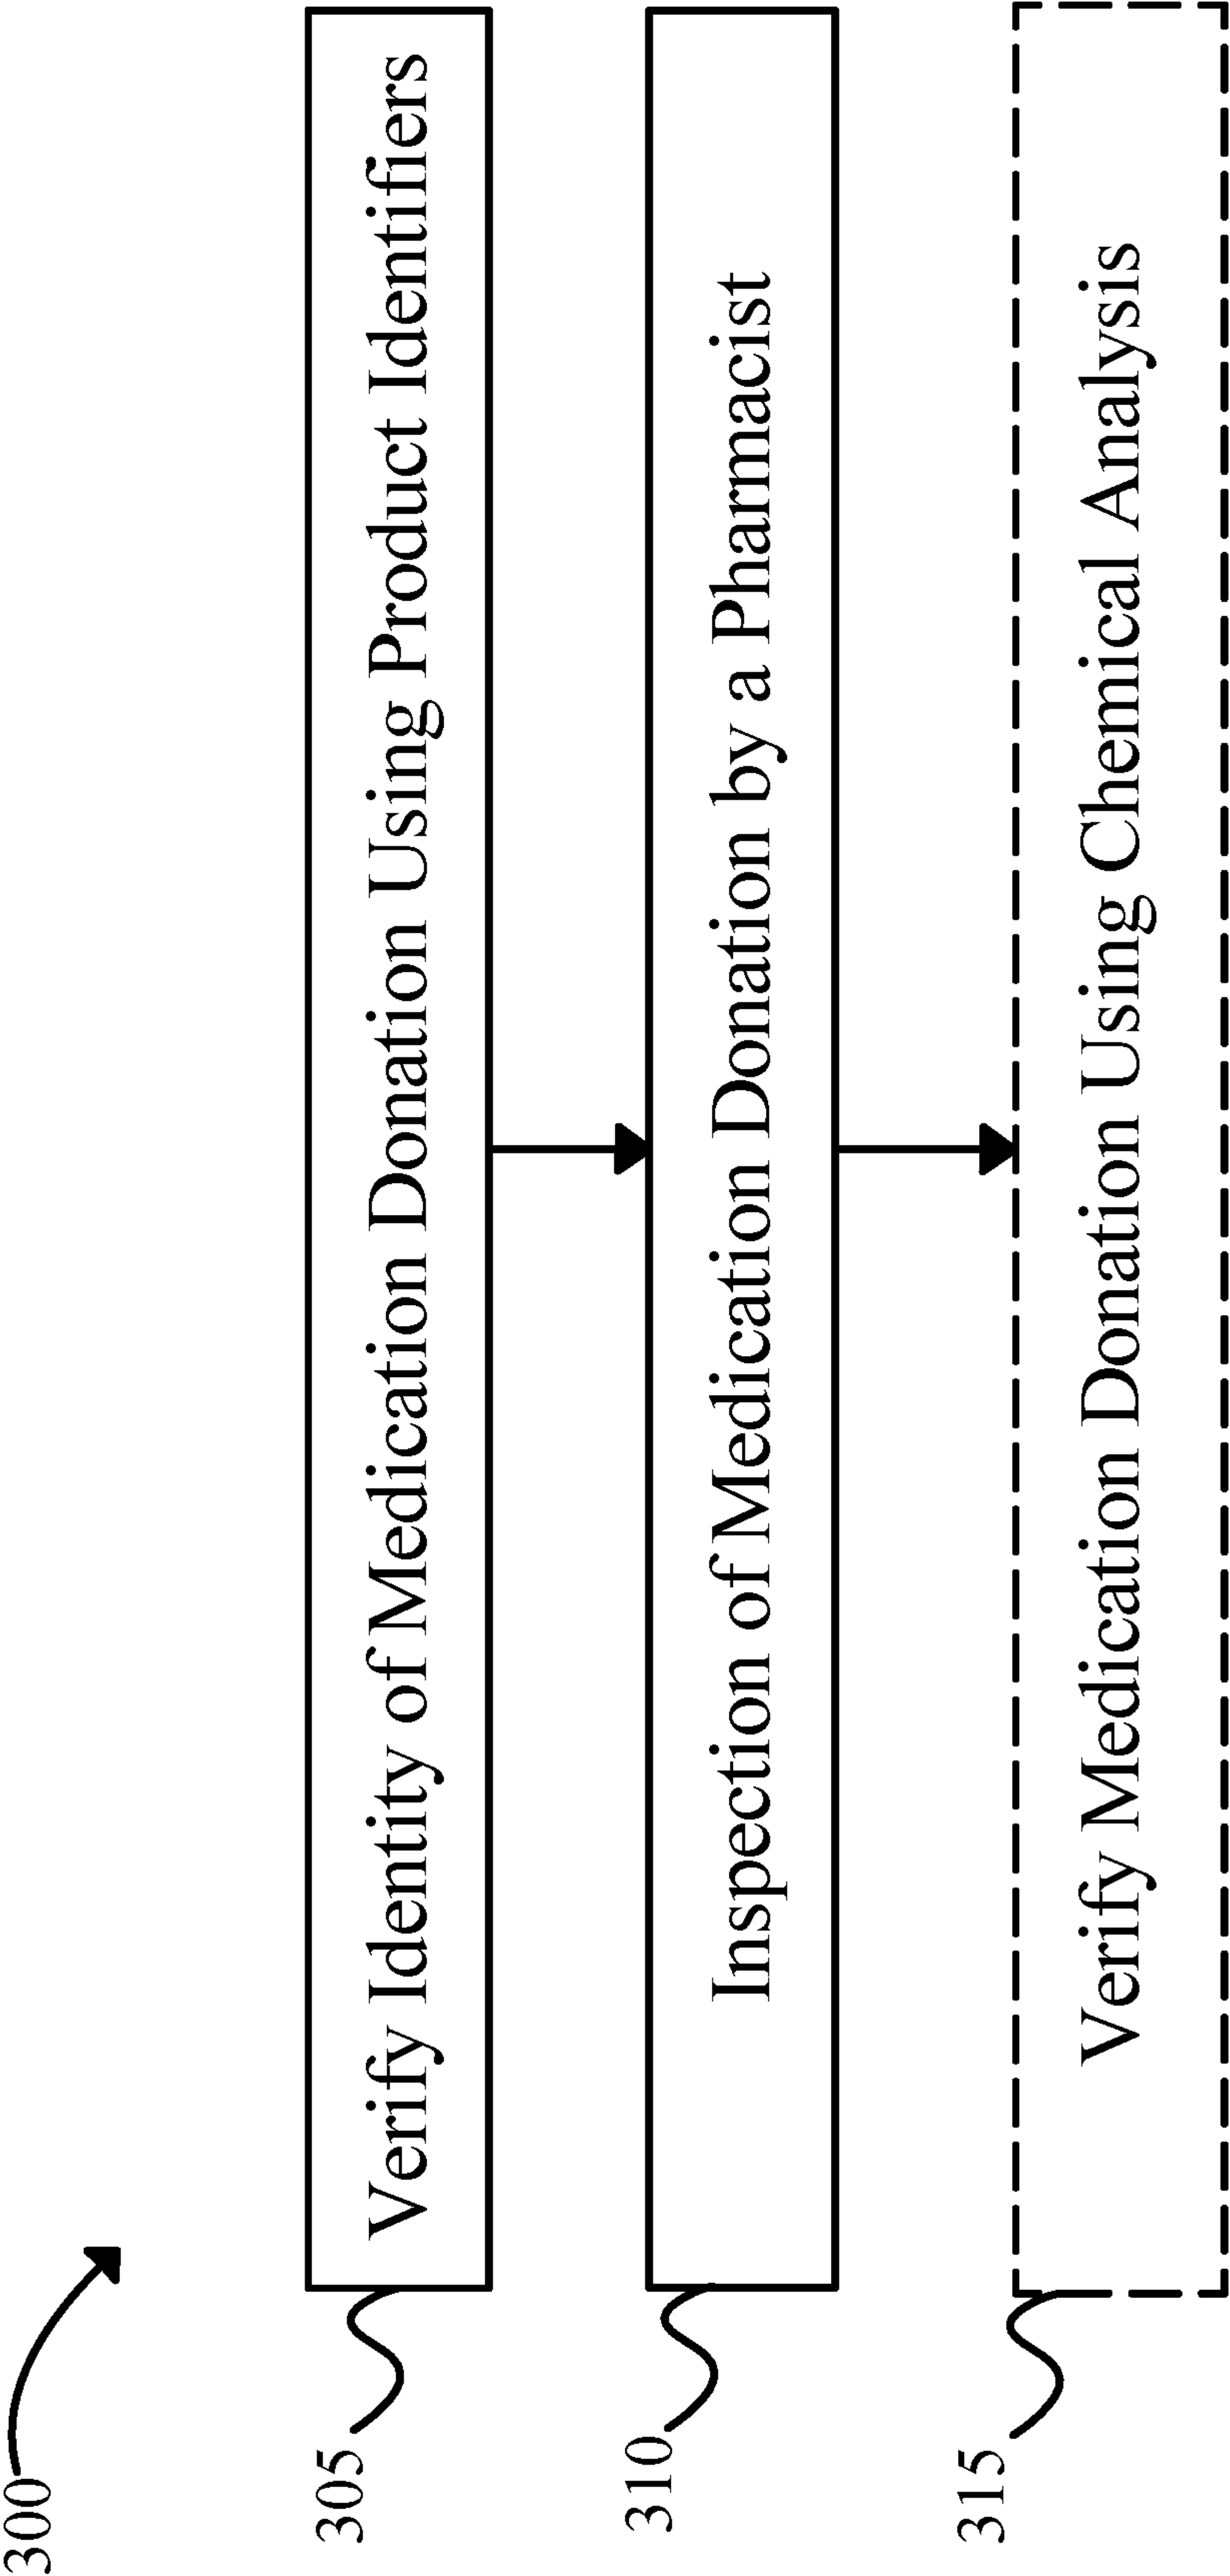 300
305
Verify Identity of Medication Donation Using Product Identifiers
310
Inspection of Medication Donation by a Pharmacist
315
Verify Medication Donation Using Chemical Analysis